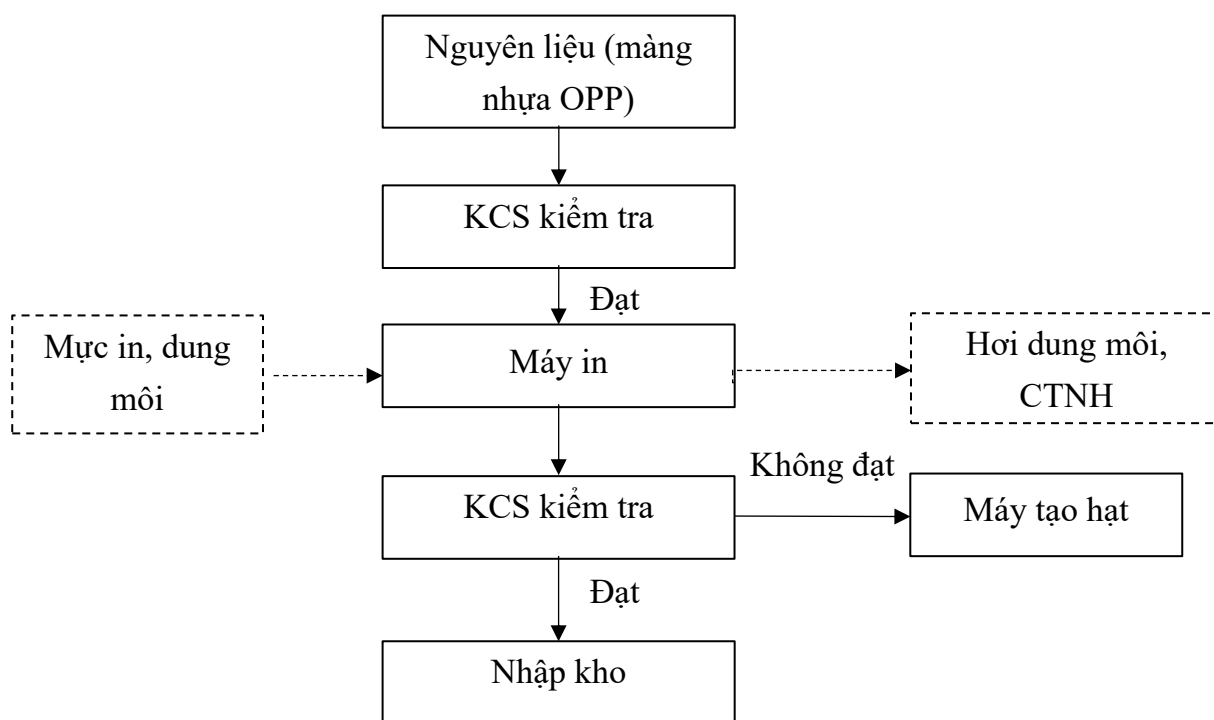 Nguyên liệu (màng
nhựa OPP)
KCS kiểm tra
Đạt
Mực in, dung
môi
Máy in
Hơi dung môi,
CTNH
KCS kiểm tra
Không đạt
Máy tạo hạt
Đạt
Nhập kho